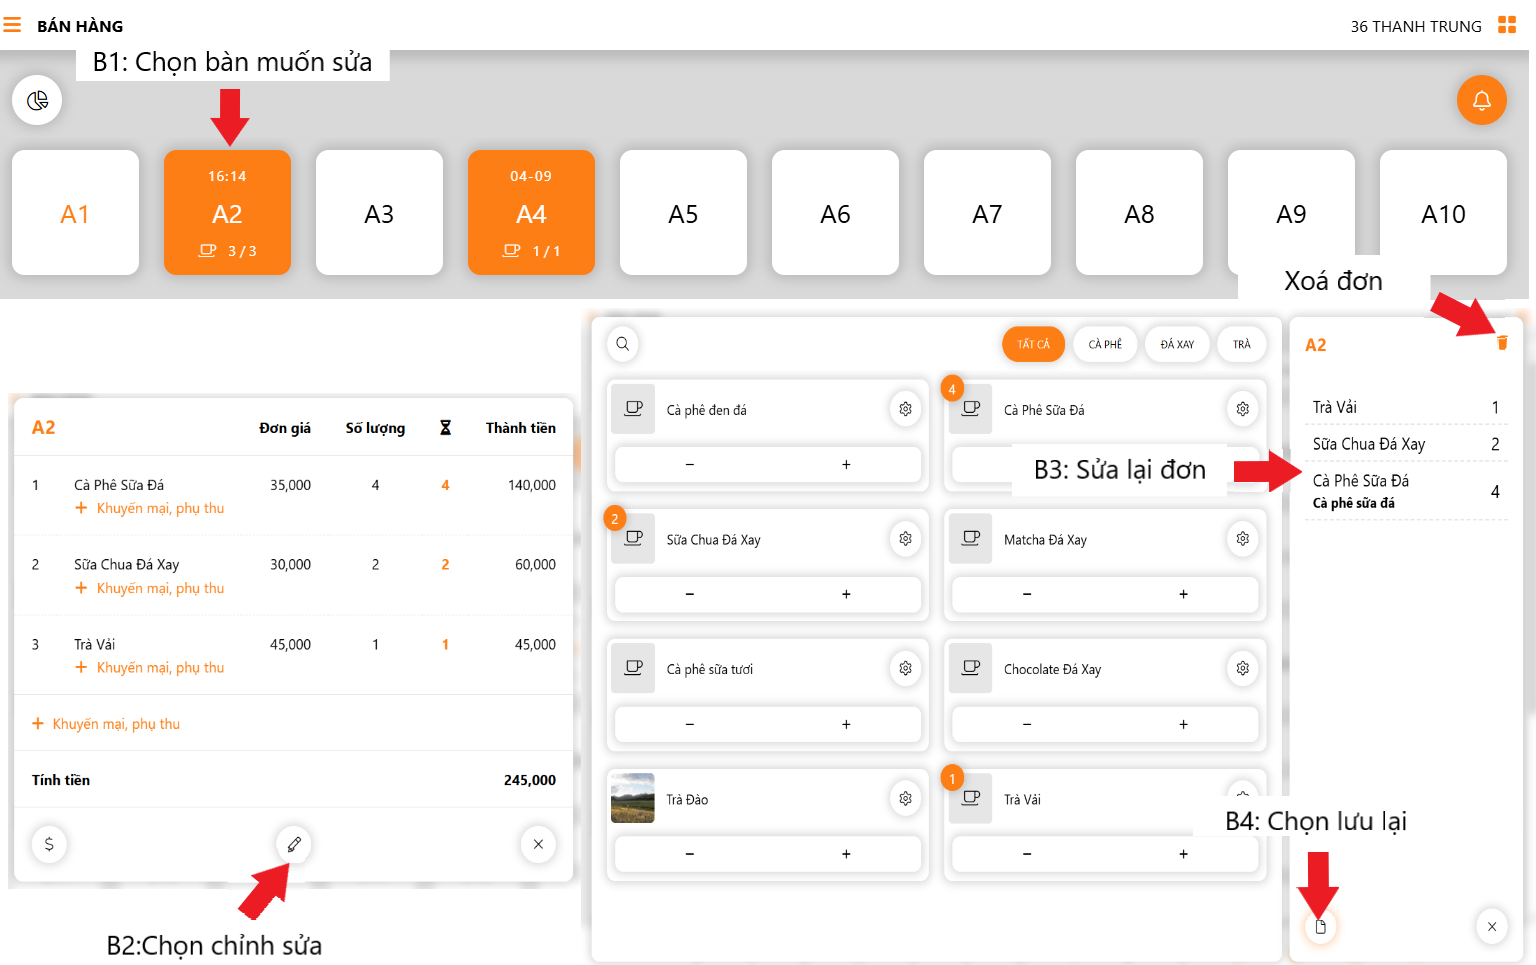 BÁN HÀNG
36 THANH TRUNG
B1: Chọn bàn muốn sửa
A1
16:14
A2
3 / 3
A3
04-09
A4
1 / 1
A5
A6
A7
A8
A9
A10
Xoá đơn
A2
Đơn giá
Số lượng
Thành tiền
1 Cà Phê Sữa Đá 35,000 4 4 140,000
+ Khuyến mại, phụ thu
2 Sữa Chua Đá Xay 30,000 2 2 60,000
+ Khuyến mại, phụ thu
3 Trà Vải 45,000 1 1 45,000
+ Khuyến mại, phụ thu
+ Khuyến mại, phụ thu
Tính tiền 245,000
$
B2:Chọn chỉnh sửa
TẤT CẢ
CÀ PHÊ
ĐÁ XAY
TRÀ
Cà phê đen đá
− +
4
Cà Phê Sữa Đá
2
Sữa Chua Đá Xay
− +
Matcha Đá Xay
− +
Cà phê sữa tươi
− +
Chocolate Đá Xay
− +
Trà Đào
− +
1
Trà Vải
− +
B3: Sửa lại đơn
A2
Trà Vải 1
Sữa Chua Đá Xay 2
Cà Phê Sữa Đá 4
Cà phê sữa đá
B4: Chọn lưu lại